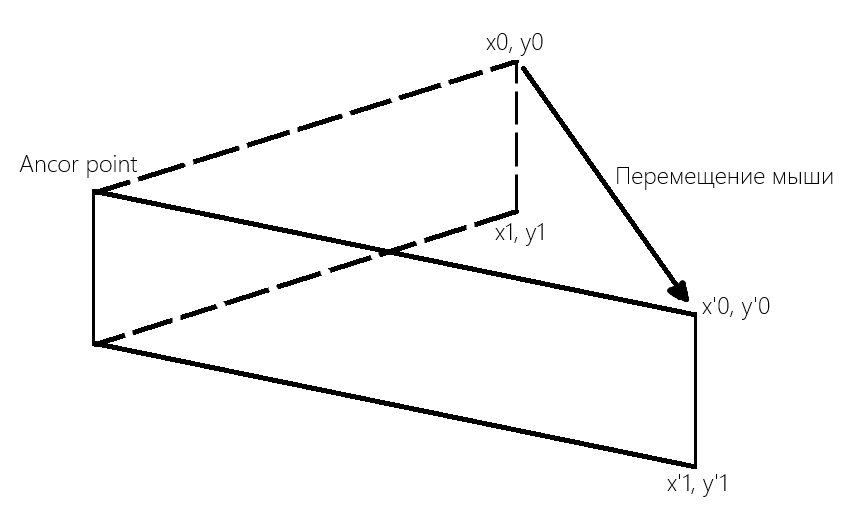 x0, y0
Ancor point
Перемещение мыши
x1, y1
x'0, y'0
x'1, y'1